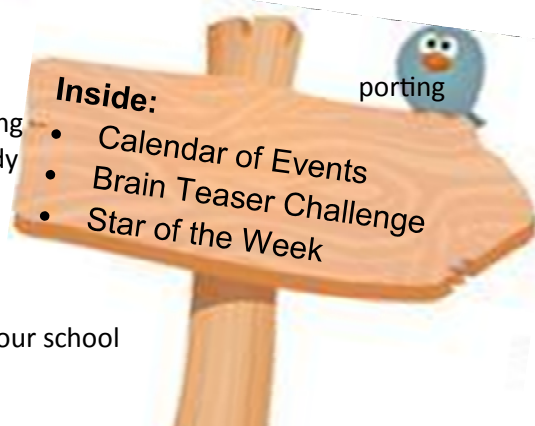 porting
Inside:
• Calendar of Events
• Brain Teaser Challenge
• Star of the Week
our school